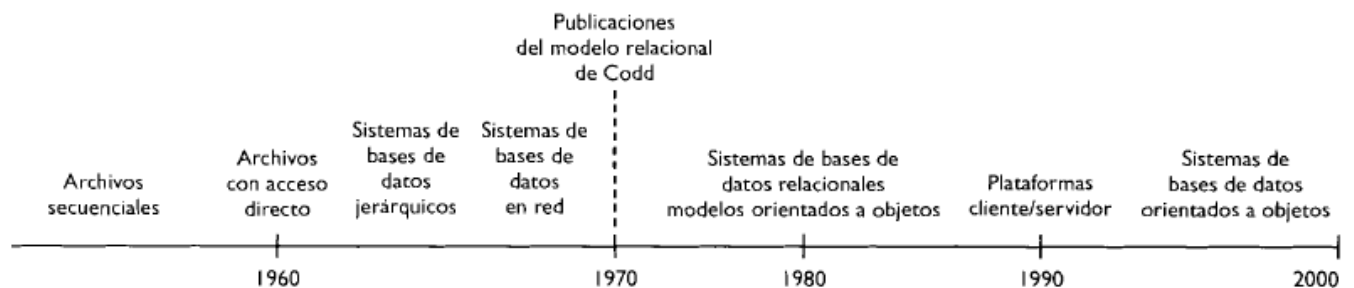 Publicaciones
del modelo relacional
de Codd
Archivos
secuenciales
Archivos
con acceso
directo
Sistemas de
bases de
datos
jerárquicos
Sistemas de
bases de
datos
en red
Sistemas de bases de
datos relacionales
modelos orientados a objetos
Plataformas
cliente/servidor
Sistemas de
bases de datos
orientados a objetos
1960
1970
1980
1990
2000